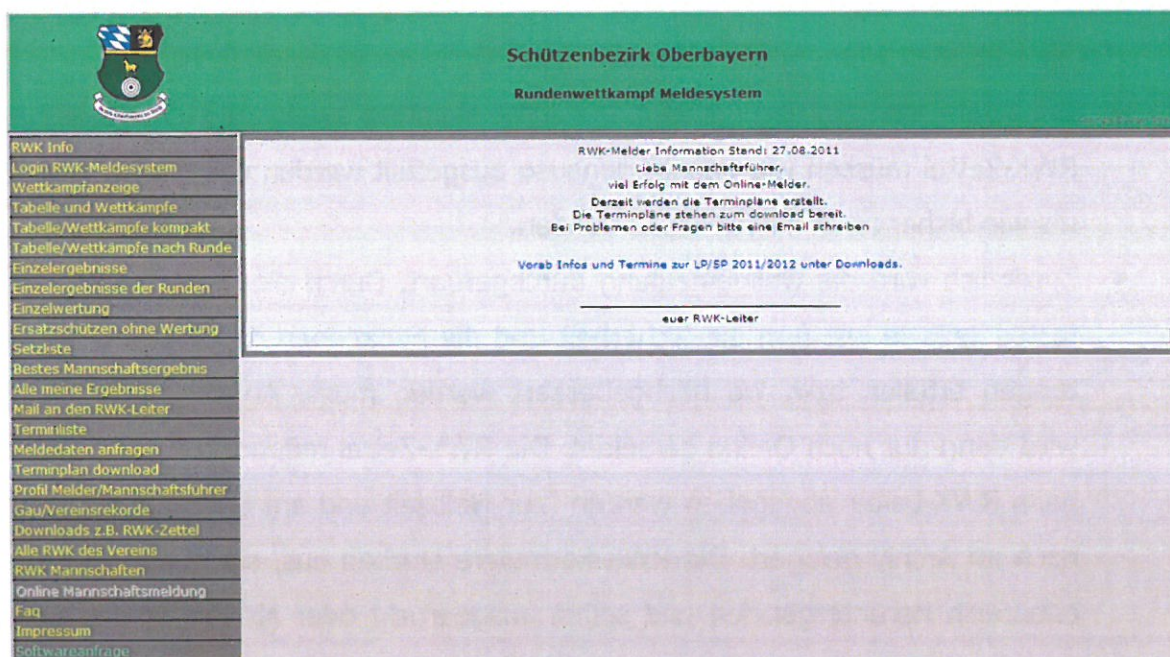 Schützenbezirk Oberbayern
Rundenwettkampf Meldesystem
RWK Info
Login RWK-Meldesystem
Wettkampfanzeige
Tabelle und Wettkämpfe
Tabelle/Wettkämpfe kompakt
Tabelle/Wettkämpfe nach Runde
Einzelergebnisse
Einzelergebnisse der Runden
Einzelwertung
Ersatzschützen ohne Wertung
Setzliste
Bestes Mannschaftsergebnis
Alle meine Ergebnisse
Mail an den RWK-Leiter
Terminliste
Meldedaten anfragen
Terminplan download
Profil Melder/Mannschaftsführer
Gau/Vereinsrekorde
Downloads z.B. RWK-Zettel
Alle RWK des Vereins
RWK Mannschaften
Online Mannschaftsmeldung
Faq
Impressum
Softwareanfrage
RWK-Melder Information Stand: 27.08.2011
Liebe Mannschaftsführer,
viel Erfolg mit dem Online-Melder.
Derzeit werden die Terminpläne erstellt.
Die Terminpläne stehen zum download bereit.
Bei Problemen oder Fragen bitte eine Email schreiben
Vorab Infos und Termine zur LP/SP 2011/2012 unter Downloads.
euer RWK-Leiter